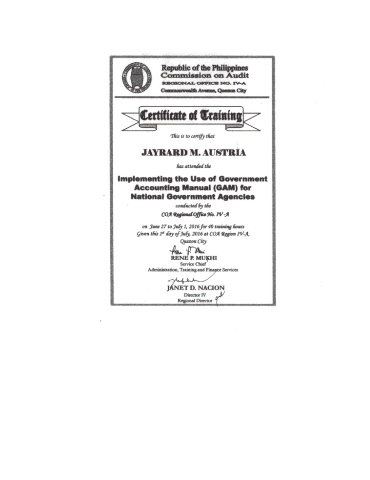 Republic of the Philippines
Commission on Audit
REGIONAL OFFICE NO. IV-A
Commonwealth Avenue, Quezon City
Certificate of Training
This is to certify that
JAYRARD M. AUSTRIA
has attended the
Implementing the Use of Government
Accounting Manual (GAM) for
National Government Agencies
conducted by the
COA Regional Office No. IV-A
on June 27 to July 1, 2016 for 40 training hours
Given this 1st day of July, 2016 at COA Region IV-A,
Quezon City
RENE P. MUKHI
Service Chief
Administration, Training and Finance Services
JANET D. NACION
Director IV
Regional Director